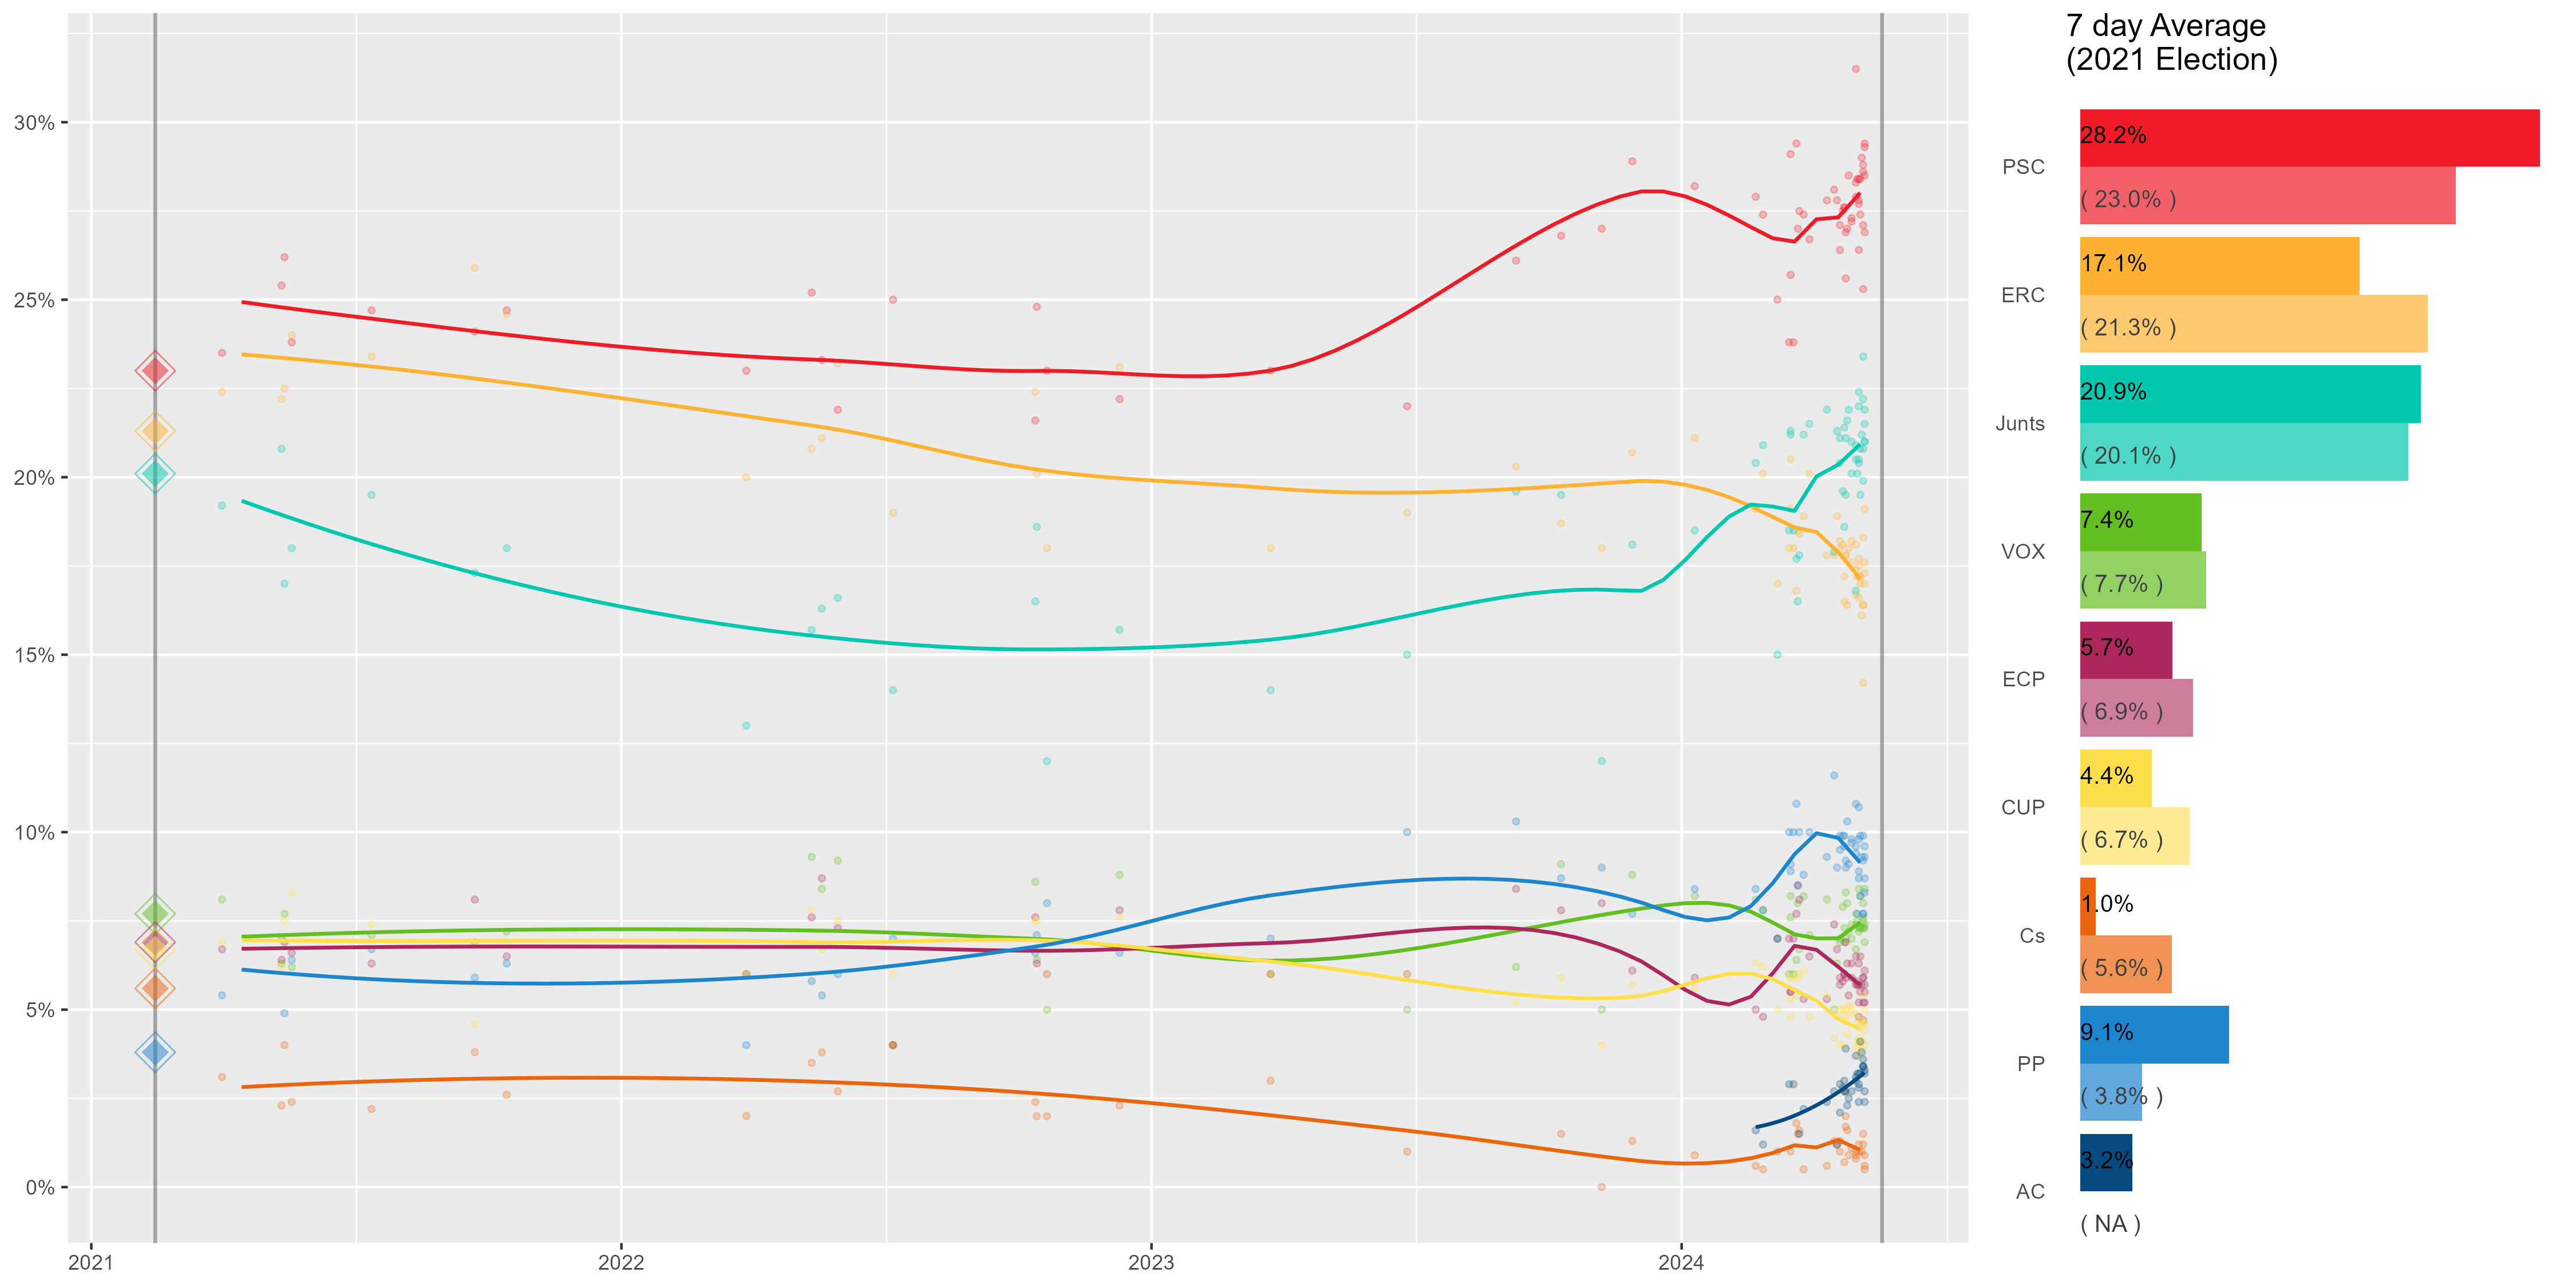 7 day Average
(2021 Election)
30%
25%
20%
15%
10%
5%
0%
2021
2022
2023
2024
PSC
28.2%
( 23.0% )
ERC
17.1%
( 21.3% )
Junts
20.9%
( 20.1% )
VOX
7.4%
( 7.7% )
ECP
5.7%
( 6.9% )
CUP
4.4%
( 6.7% )
Cs
1.0%
( 5.6% )
PP
9.1%
( 3.8% )
AC
3.2%
( NA )